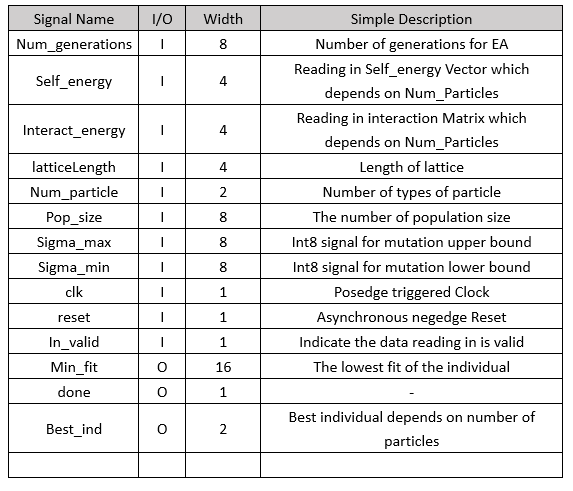 Signal Name I/O Width Simple Description
Num_generations I 8 Number of generations for EA
Self_energy I 4 Reading in Self_energy Vector which
depends on Num_Particles
Interact_energy I 4 Reading in interaction Matrix which
depends on Num_Particles
latticeLength I 4 Length of lattice
Num_particle I 2 Number of types of particle
Pop_size I 8 The number of population size
Sigma_max I 8 Int8 signal for mutation upper bound
Sigma_min I 8 Int8 signal for mutation lower bound
clk I 1 Posedge triggered Clock
reset I 1 Asynchronous negedge Reset
In_valid I 1 Indicate the data reading in is valid
Min_fit O 16 The lowest fit of the individual
done O 1 -
Best_ind O 2 Best individual depends on number of
particles